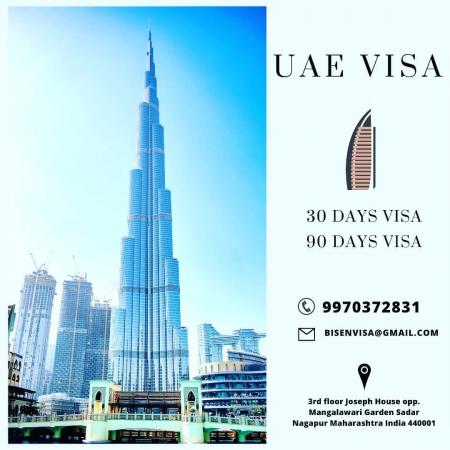 UAE VISA
30 DAYS VISA
90 DAYS VISA
9970372831
BISENVISA@GMAIL.COM
3rd floor Joseph House opp.
Mangalawari Garden Sadar
Nagapur Maharashtra India 440001